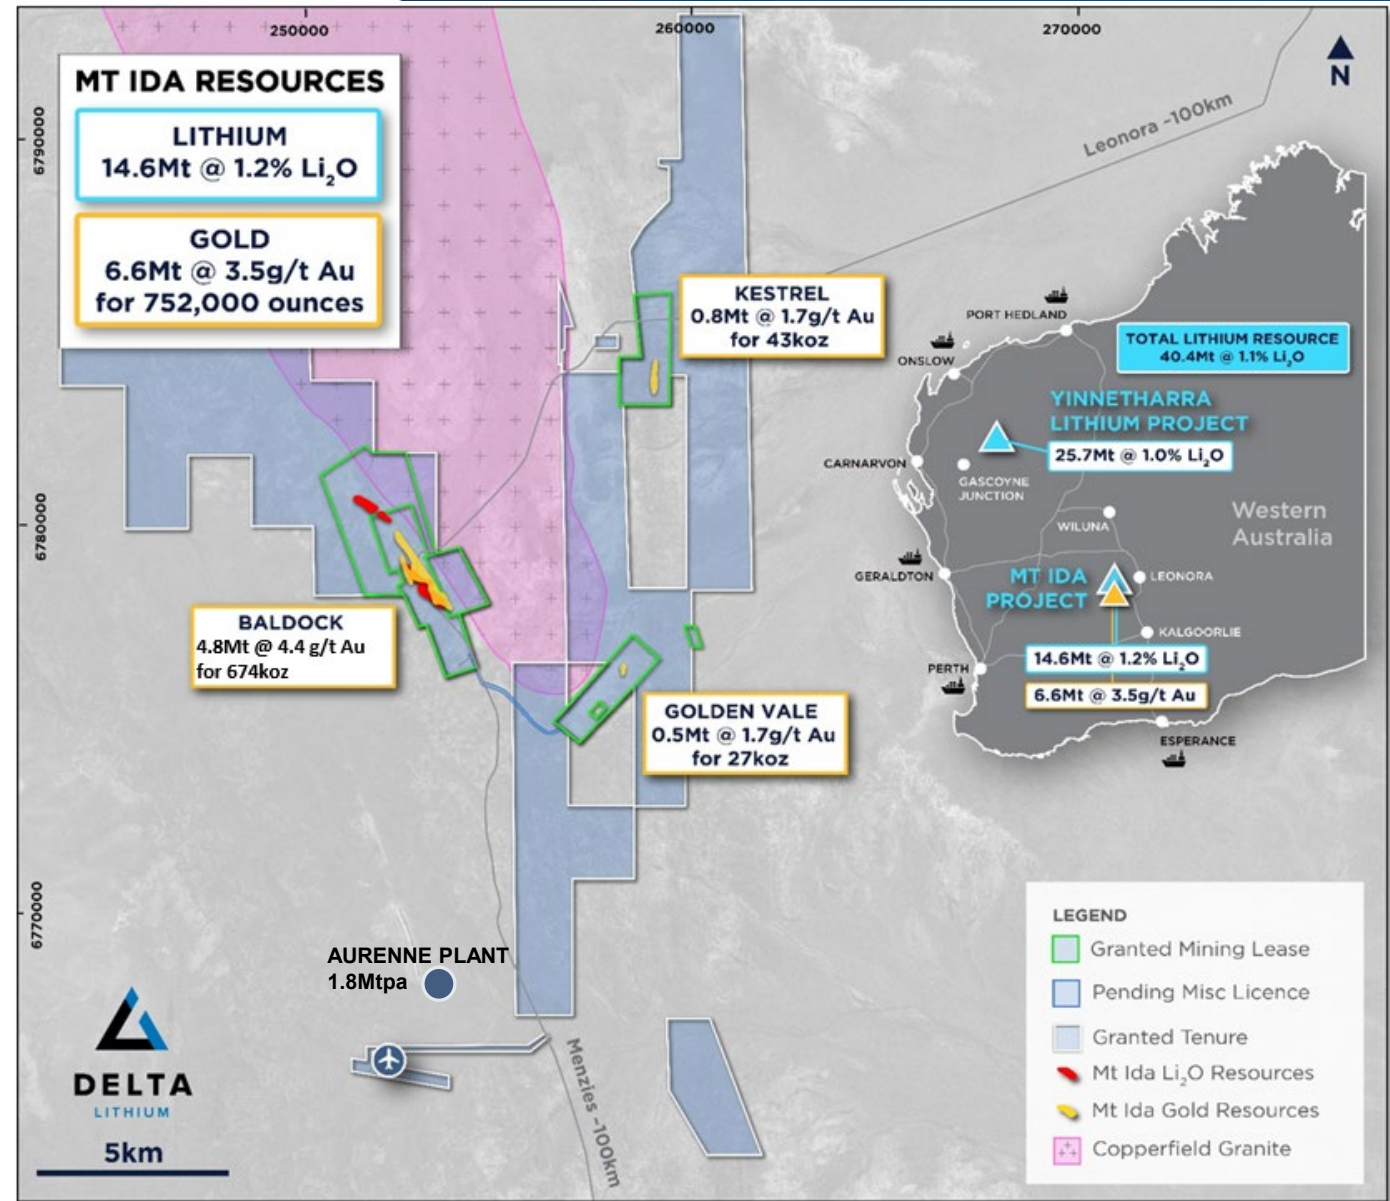 250000
260000
270000
6790000
6780000
6770000
N
MT IDA RESOURCES
LITHIUM
14.6Mt @ 1.2% Li₂O
GOLD
6.6Mt @ 3.5g/t Au
for 752,000 ounces
Leonora ~100km
KESTREL
0.8Mt @ 1.7g/t Au
for 43koz
BALDOCK
4.8Mt @ 4.4 g/t Au
for 674koz
GOLDEN VALE
0.5Mt @ 1.7g/t Au
for 27koz
AURENNE PLANT
1.8Mtpa
Menzies ~100km
DELTA
LITHIUM
5km
PORT HEDLAND
ONSLOW
TOTAL LITHIUM RESOURCE
40.4Mt @ 1.1% Li₂O
YINNETHARRA
LITHIUM PROJECT
25.7Mt @ 1.0% Li₂O
CARNARVON
GASCOYNE
JUNCTION
WILUNA
Western
Australia
GERALDTON
MT IDA
PROJECT
LEONORA
KALGOORLIE
PERTH
14.6Mt @ 1.2% Li₂O
6.6Mt @ 3.5g/t Au
ESPERANCE
LEGEND
Granted Mining Lease
Pending Misc Licence
Granted Tenure
Mt Ida Li₂O Resources
Mt Ida Gold Resources
Copperfield Granite